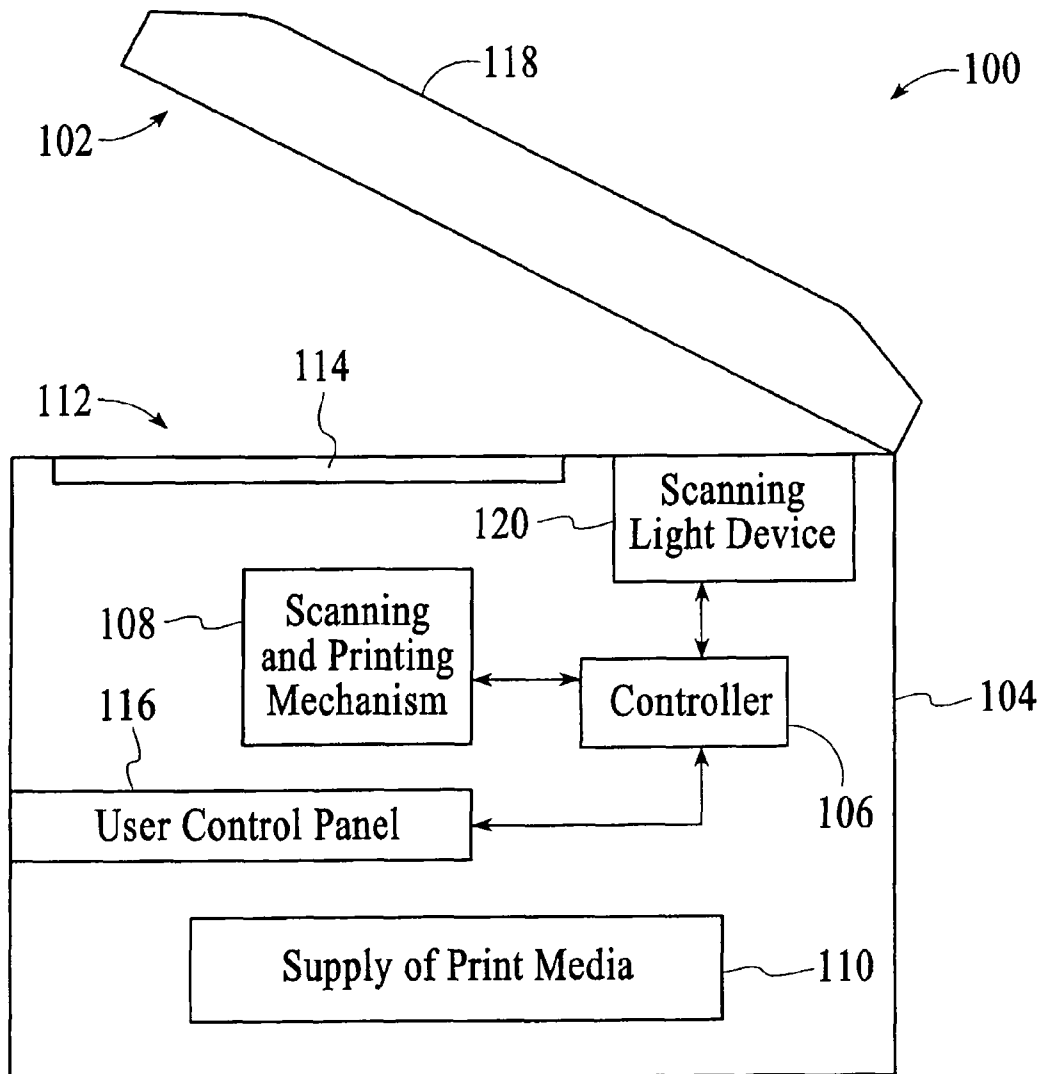 118
100
102
114
112
Scanning
Light Device
120
108
Scanning
and Printing
Mechanism
Controller
104
116
106
User Control Panel
Supply of Print Media
110